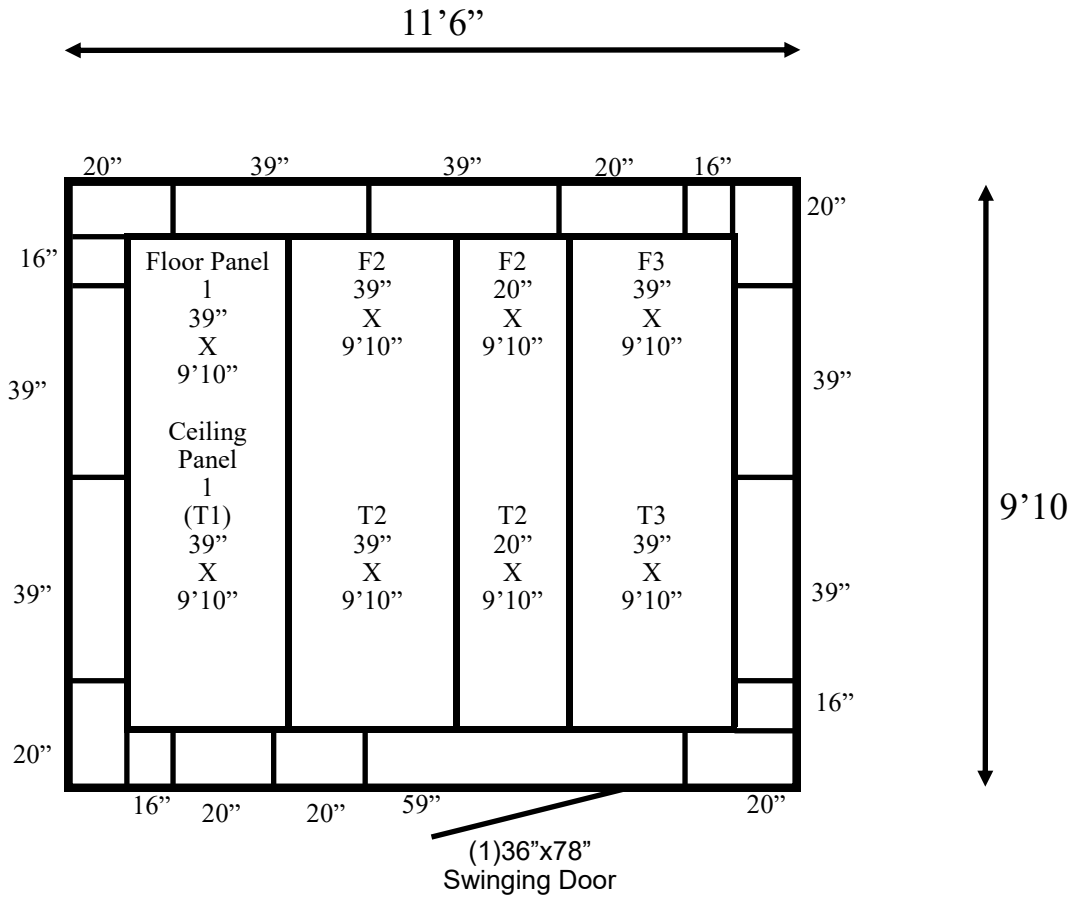 11’6”
20”
39”
39”
20”
16”
20”
16”
39”
39”
20”
39”
39”
16”
9’10
Floor Panel
1
39”
X
9’10”
Ceiling
Panel
1
(T1)
39”
X
9’10”
F2
39”
X
9’10”
T2
39”
X
9’10”
F2
20”
X
9’10”
T2
20”
X
9’10”
F3
39”
X
9’10”
T3
39”
X
9’10”
16”
20”
20”
59”
20”
(1)36”x78”
Swinging Door